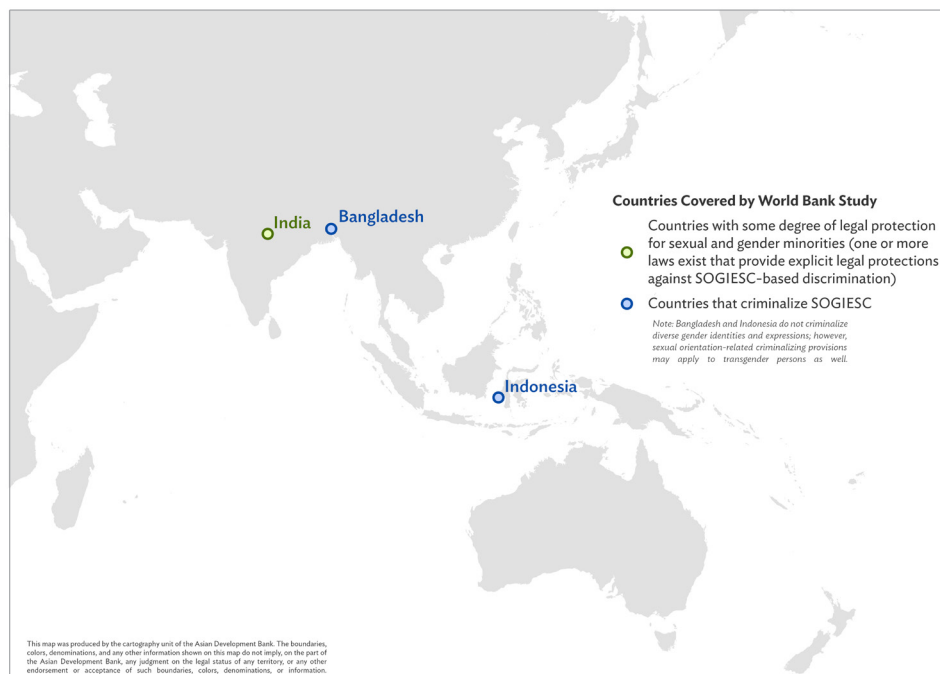 India
Bangladesh
Countries Covered by World Bank Study
Countries with some degree of legal protection
for sexual and gender minorities (one or more
laws exist that provide explicit legal protections
against SOGIESC-based discrimination)
Countries that criminalize SOGIESC
Note: Bangladesh and Indonesia do not criminalize
diverse gender identities and expressions; however,
sexual orientation-related criminalizing provisions
may apply to transgender persons as well.
Indonesia
This map was produced by the cartography unit of the Asian Development Bank. The boundaries,
colors, denominations, and any other information shown on this map do not imply, on the part of
the Asian Development Bank, any judgment on the legal status of any territory, or any other
endorsement or acceptance of such boundaries, colors, denominations, or information.